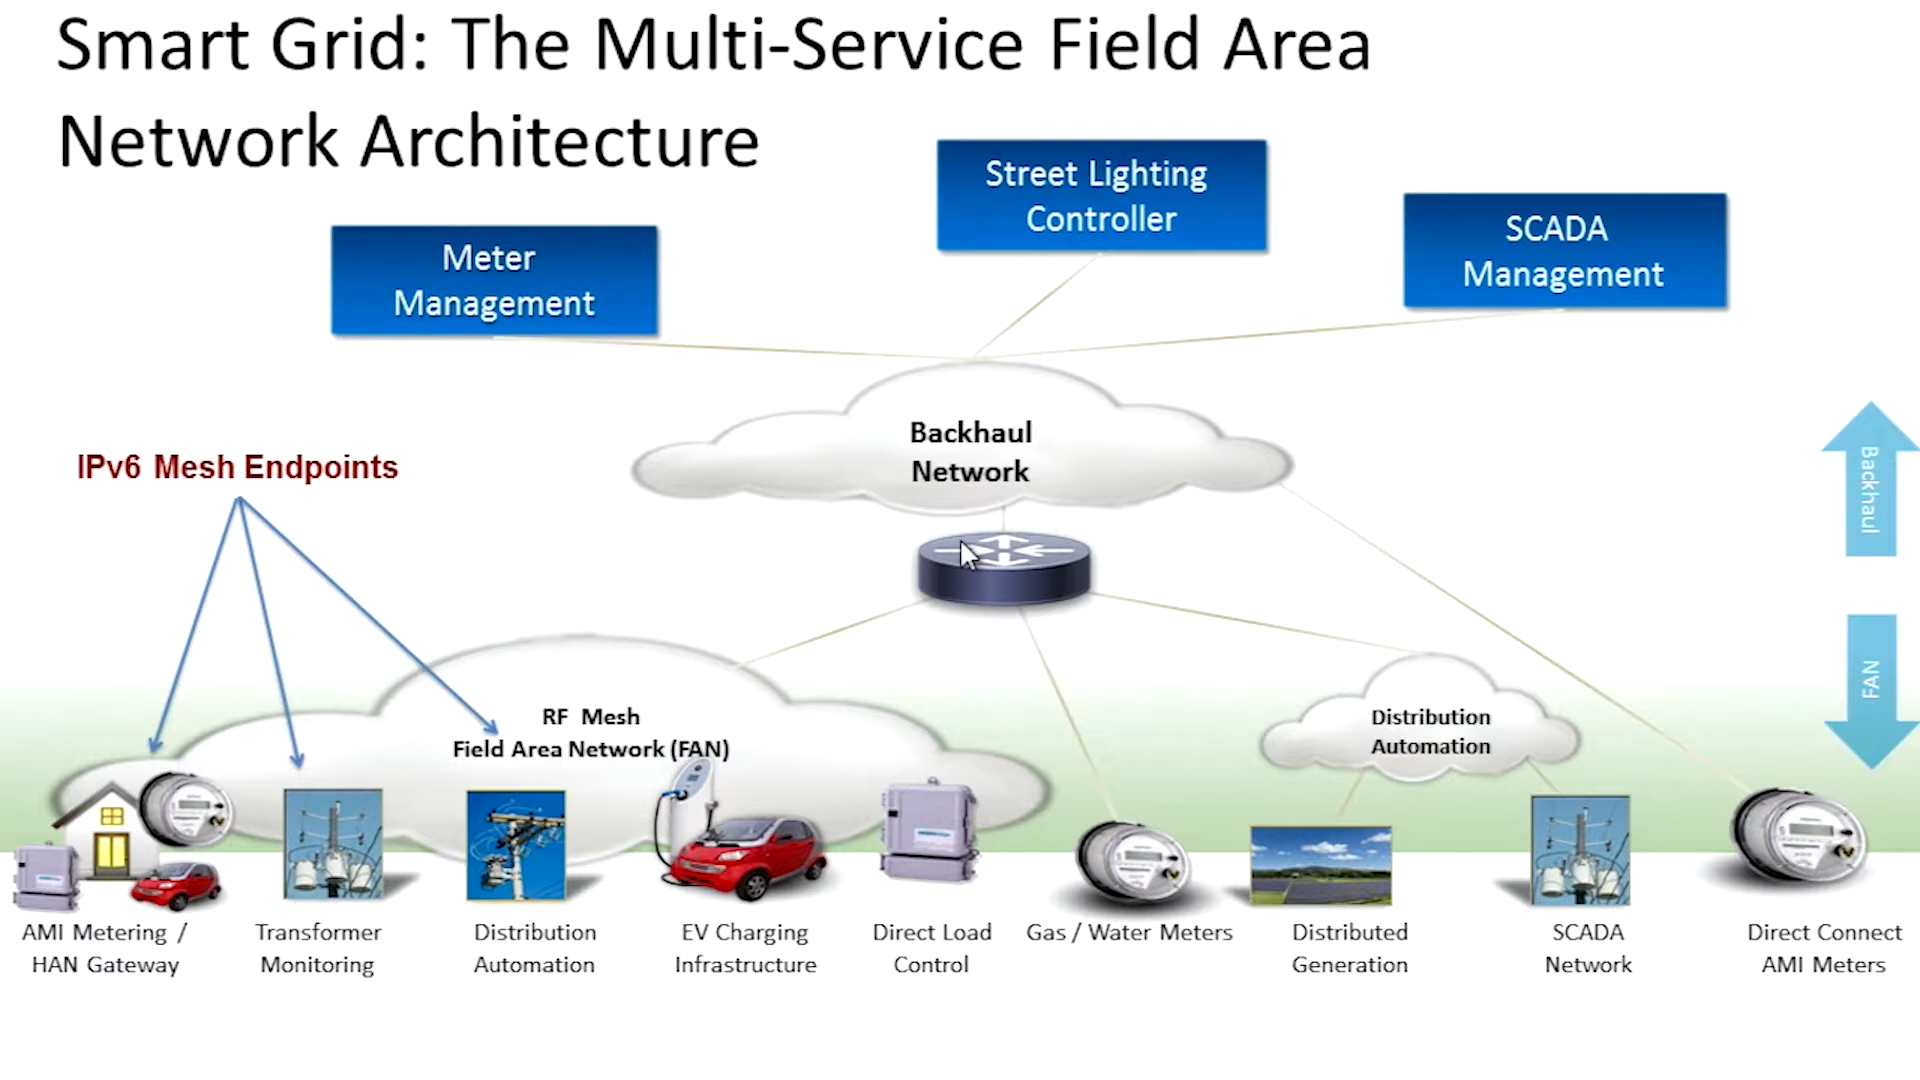 Smart Grid: The Multi-Service Field Area
Network Architecture
Street Lighting
Controller
SCADA
Management
Meter
Management
Backhaul
Network
IPv6 Mesh Endpoints
Backhaul
FAN
RF Mesh
Field Area Network (FAN)
Distribution
Automation
AMI Metering /
HAN Gateway
Transformer
Monitoring
Distribution
Automation
EV Charging
Infrastructure
Direct Load
Control
Gas / Water Meters
Distributed
Generation
SCADA
Network
Direct Connect
AMI Meters